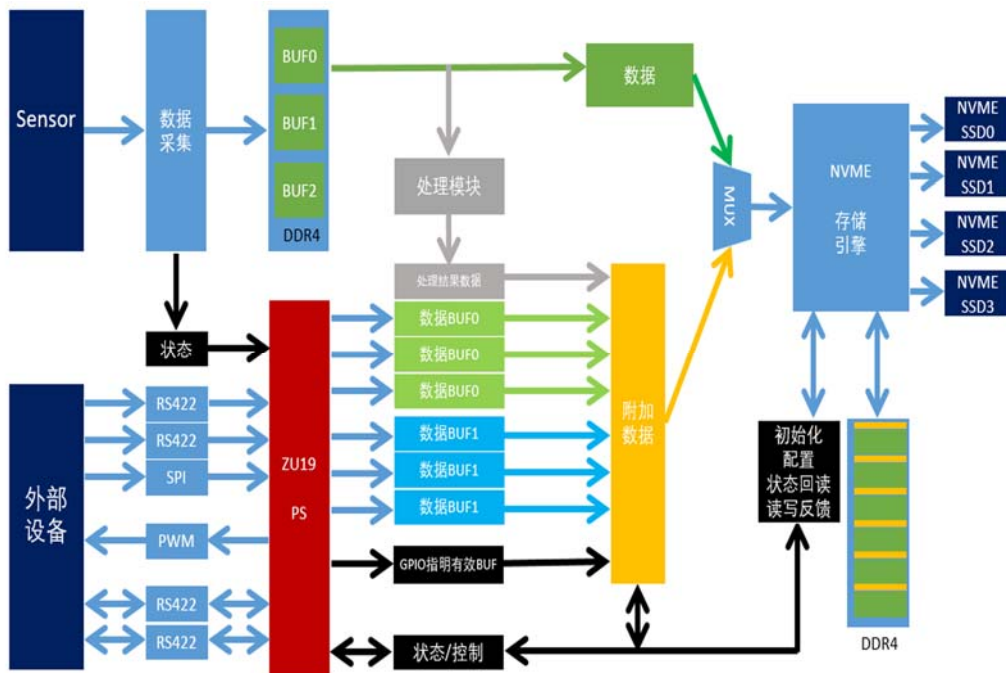 Sensor
数据
采集
BUF0
BUF1
BUF2
DDR4
数据
处理模块
MUX
NVME
存储
引擎
NVME
SSD0
NVME
SSD1
NVME
SSD2
NVME
SSD3
处理结果数据
数据BUF0
数据BUF0
数据BUF0
数据BUF1
数据BUF1
数据BUF1
GPIO指明有效BUF
状态/控制
附加
数据
状态
RS422
RS422
SPI
PWM
RS422
RS422
外部
设备
ZU19
PS
初始化
配置
状态回读
读写反馈
DDR4